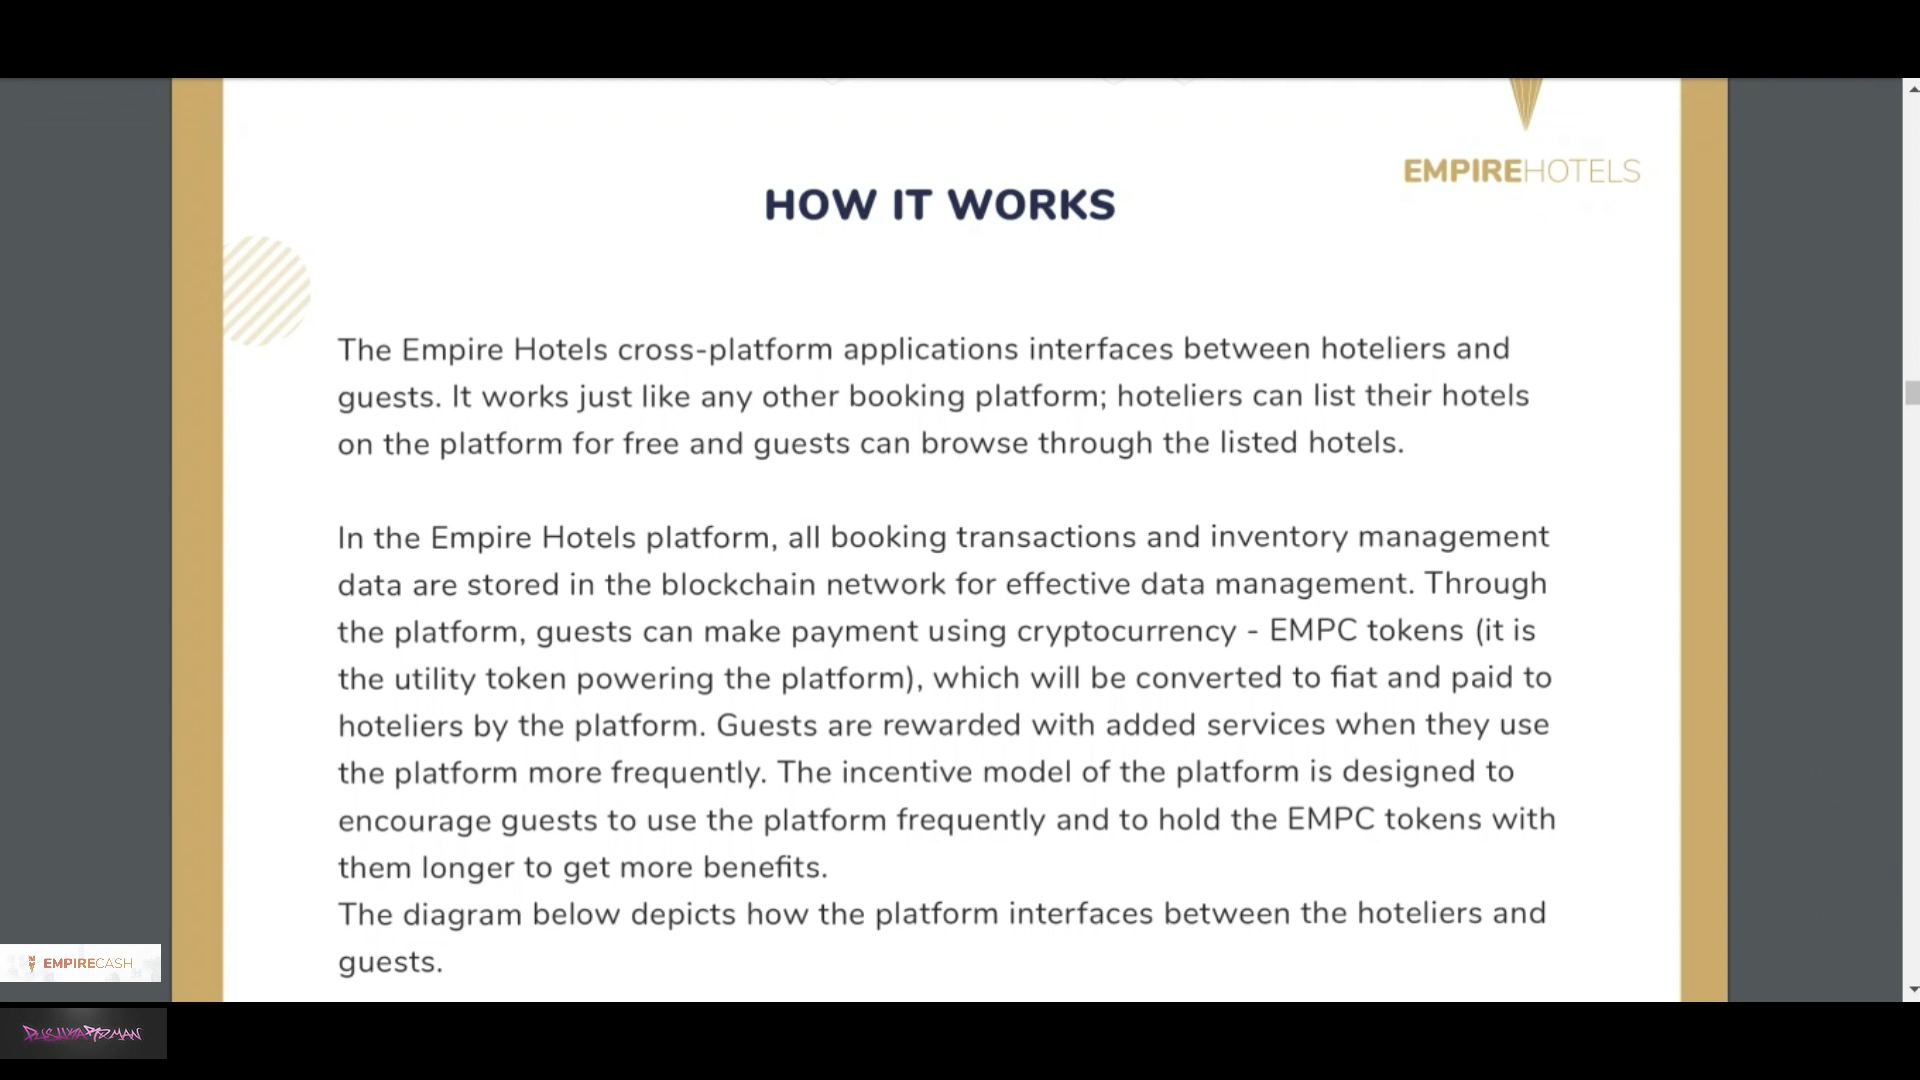 EMPIREHOTELS
HOW IT WORKS
The Empire Hotels cross-platform applications interfaces between hoteliers and
guests. It works just like any other booking platform; hoteliers can list their hotels
on the platform for free and guests can browse through the listed hotels.
In the Empire Hotels platform, all booking transactions and inventory management
data are stored in the blockchain network for effective data management. Through
the platform, guests can make payment using cryptocurrency - EMPC tokens (it is
the utility token powering the platform), which will be converted to fiat and paid to
hoteliers by the platform. Guests are rewarded with added services when they use
the platform more frequently. The incentive model of the platform is designed to
encourage guests to use the platform frequently and to hold the EMPC tokens with
them longer to get more benefits.
The diagram below depicts how the platform interfaces between the hoteliers and
guests.
EMPIRECASH